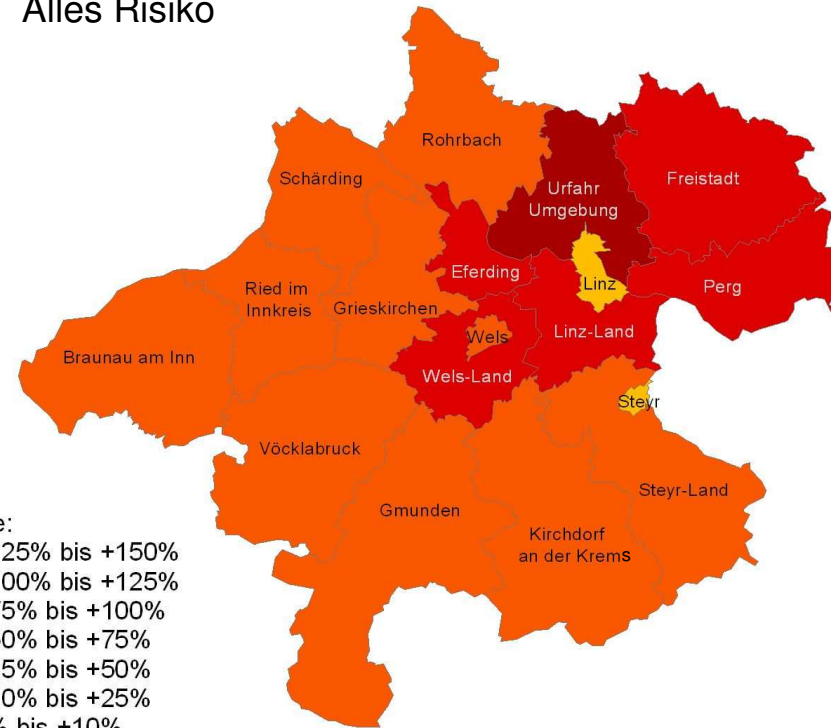 Alles Risiko
Rohrbach
Schärding
Urfahr
Umgebung
Freistadt
Eferding
Linz
Perg
Ried im
Innkreis
Grieskirchen
Wels
Linz-Land
Braunau am Inn
Wels-Land
Steyr
Vöcklabruck
Steyr-Land
Gmunden
Kirchdorf
an der Krems
e:
25% bis +150%
00% bis +125%
5% bis +100%
0% bis +75%
5% bis +50%
0% bis +25%
% bis +10%